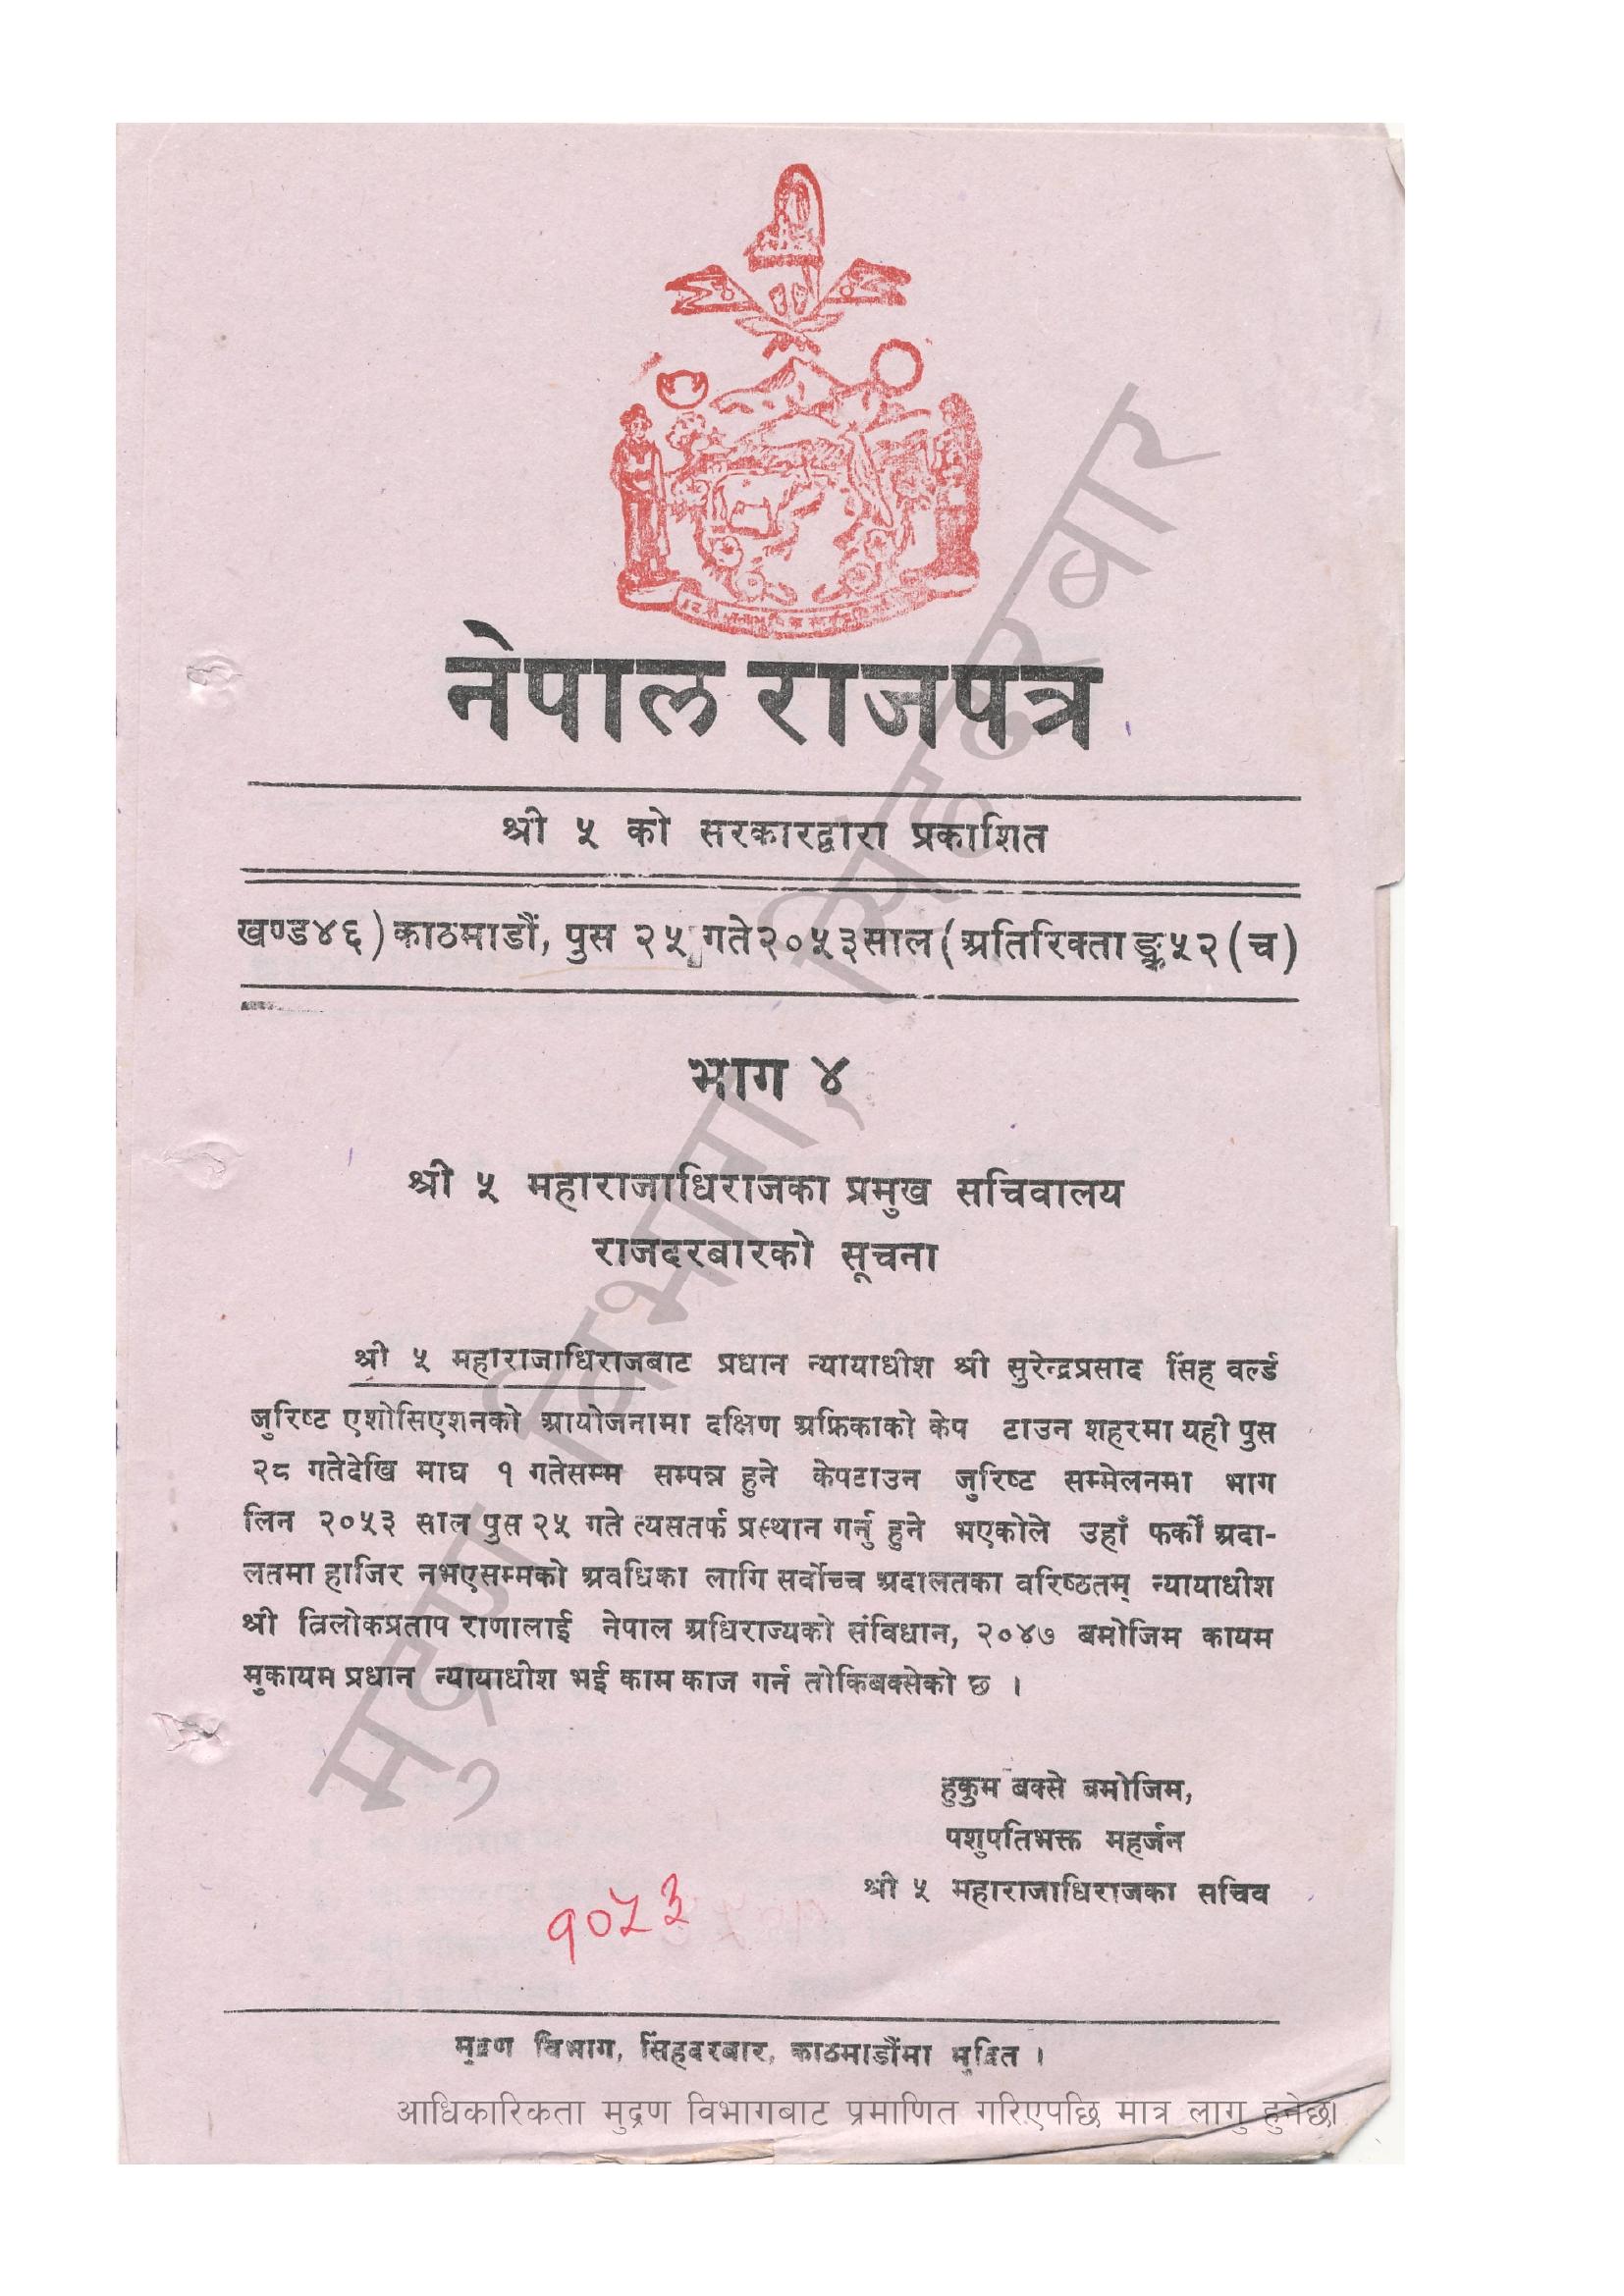 नेपाल राजपत्र
श्री ५ को सरकारद्वारा प्रकाशित
खण्ड४६) काठमाडौं, पुस २५ गते२०५३साल (अतिरिक्ताङ्क५२ (च)
भाग ४
श्री ५ महाराजाधिराजका प्रमुख सचिवालय
राजदरबारको सूचना
श्री ५ महाराजाधिराजबाट प्रधान न्यायाधीश श्री सुरेन्द्रप्रसाद सिंह वर्ल्ड
जुरिष्ट एशोसिएशनको आयोजनामा दक्षिण अफ्रिकाको केप टाउन शहरमा यही पुस
२८ गतेदेखि माघ १ गतेसम्म सम्पन्न हुने केपटाउन जुरिष्ट सम्मेलनमा भाग
लिन २०५३ साल पुस २५ गते त्यसतर्फ प्रस्थान गर्नु हुने भएकोले उहाँ फर्की अदा-
लतमा हाजिर नभएसम्मको अवधिका लागि सर्वोच्च अदालतका वरिष्ठतम् न्यायाधीश
श्री त्रिलोकप्रताप राणालाई नेपाल अधिराज्यको संविधान, २०४७ बमोजिम कायम
मुकायम प्रधान न्यायाधीश भई काम काज गर्न तोकिबक्सेको छ ।
हुकुम बक्से बमोजिम,
पशुपतिभक्त महर्जन
श्री ५ महाराजाधिराजका सचिव
१०५३
मुद्रण विभाग, सिंहदरबार, काठमाडौंमा मुद्रित ।
आधिकारिकता मुद्रण विभागबाट प्रमाणित गरिएपछि मात्र लागु हुनेछ।
मुद्रण विभाग, सिंहदरबार